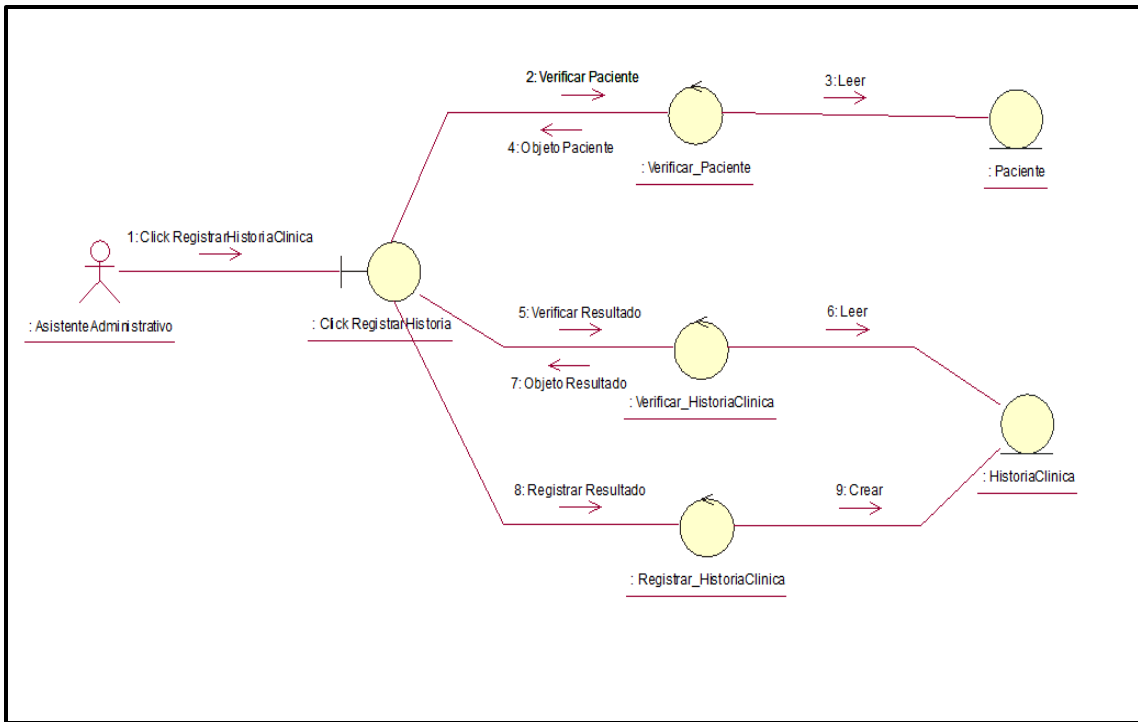 2: Verificar Paciente
3: Leer
4: Objeto Paciente
: Verificar_Paciente
: Paciente
1: Click RegistrarHistoriaClinica
: AsistenteAdministrativo
: Click RegistrarHistoria
5: Verificar Resultado
6: Leer
7: Objeto Resultado
: Verificar_HistoriaClinica
: HistoriaClinica
8: Registrar Resultado
9: Crear
: Registrar_HistoriaClinica